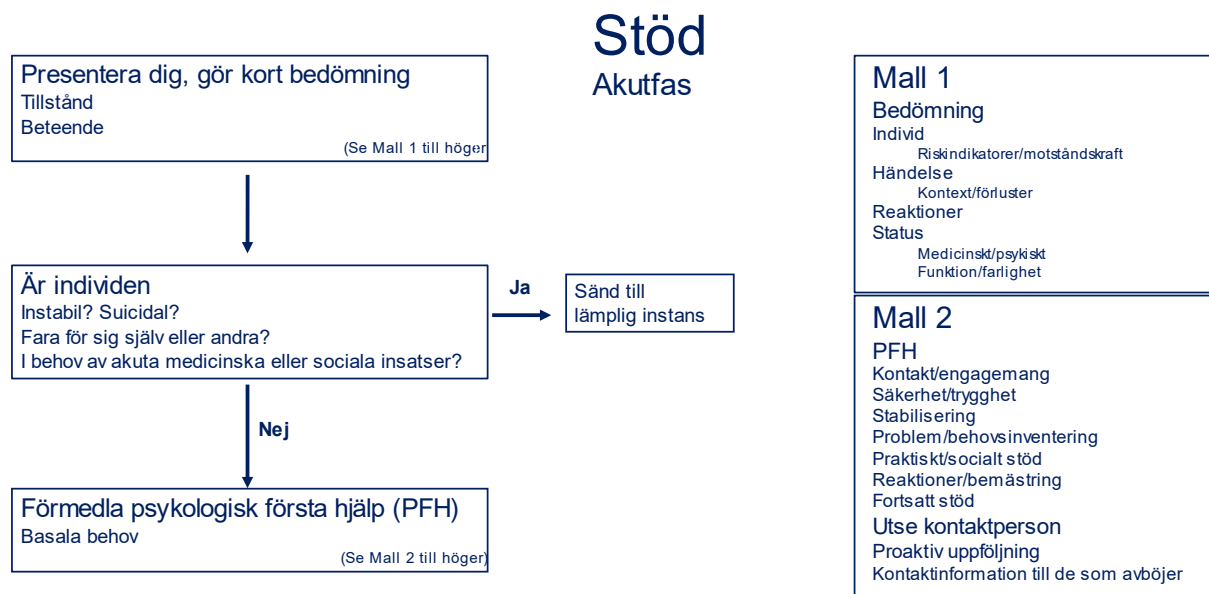 Stöd
Akutfas
Presentera dig, gör kort bedömning
Tillstånd
Beteende
(Se Mall 1 till höger
Är individen
Instabil? Suicidal?
Fara för sig själv eller andra?
I behov av akuta medicinska eller sociala insatser?
Ja
Sänd till
lämplig instans
Nej
Förmedla psykologisk första hjälp (PFH)
Basala behov
(Se Mall 2 till höger)
Mall 1
Bedömning
Individ
Riskindikatorer/motståndskraft
Händelse
Kontext/förluster
Reaktioner
Status
Medicinskt/psykiskt
Funktion/farlighet
Mall 2
PFH
Kontakt/engagemang
Säkerhet/trygghet
Stabilisering
Problem/behovsinventering
Praktiskt/socialt stöd
Reaktioner/bemästring
Fortsatt stöd
Utse kontaktperson
Proaktiv uppföljning
Kontaktinformation till de som avböjer